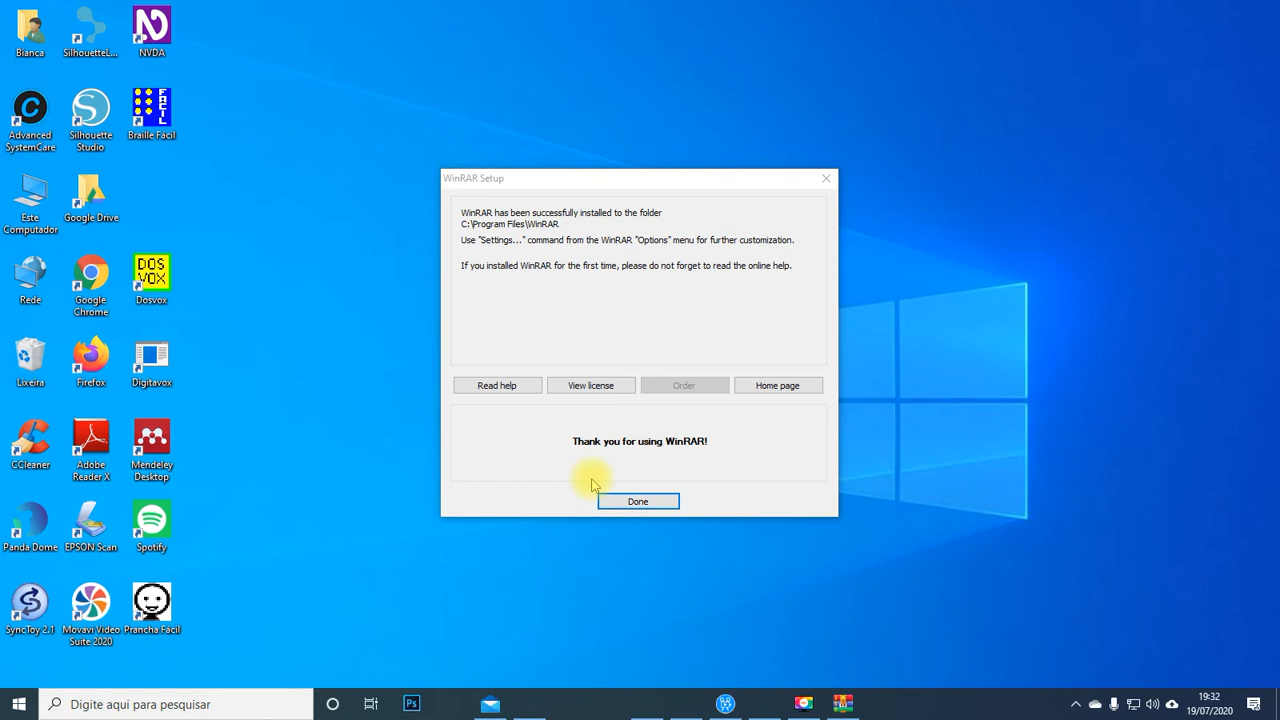 Bianca
SilhouetteL...
NVDA
Advanced
SystemCare
Silhouette
Studio
FACIL
Braille Fácil
Este
Computador
Google Drive
Rede
Google
Chrome
DOS
VOX
Dosvox
Lixeira
Firefox
Digitavox
CCleaner
Adobe
Reader X
Mendeley
Desktop
Panda Dome
EPSON Scan
Spotify
SyncToy 2.1
Movavi Video
Suite 2020
Prancha Fácil
WinRAR Setup
WinRAR has been successfully installed to the folder
C:\Program Files\WinRAR
Use "Settings..." command from the WinRAR "Options" menu for further customization.
If you installed WinRAR for the first time, please do not forget to read the online help.
Read help
View license
Order
Home page
Thank you for using WinRAR!
Done
Digite aqui para pesquisar
Ps
19:32
19/07/2020